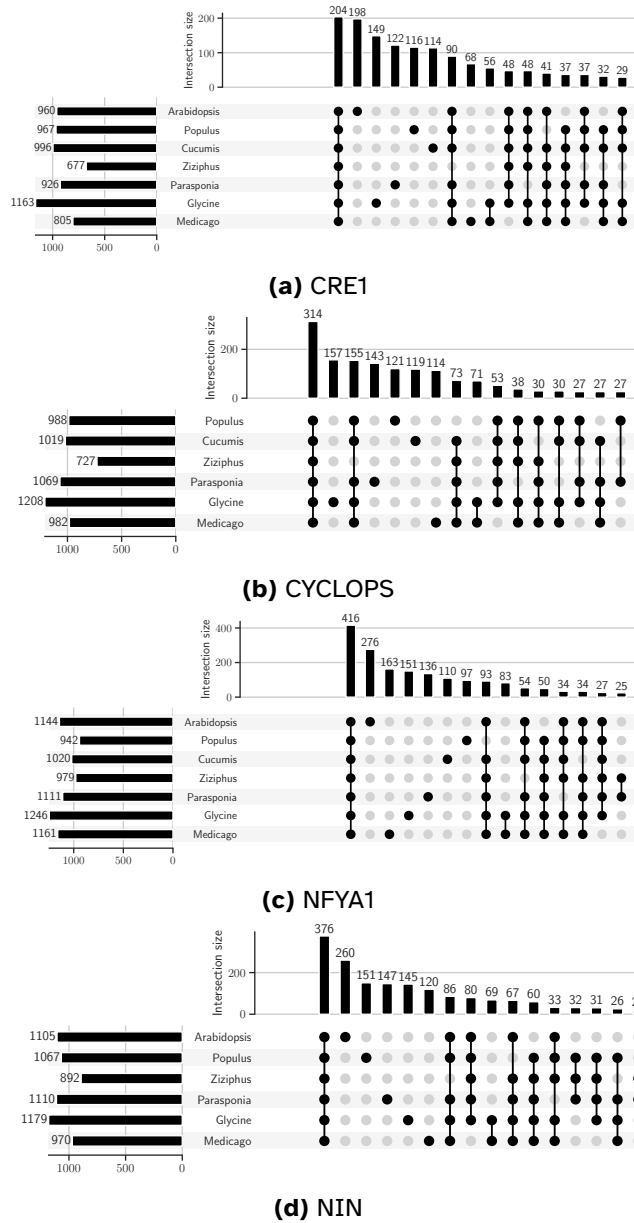 204 198 149 122 116 114 90 68 56 48 48 41 37 37 32 29
Intersection size
200
100
0
960 Arabidopsis
967 Populus
996 Cucumis
677 Ziziphus
926 Parasponia
1163 Glycine
805 Medicago
1000 500 0
(a) CRE1
314 157 155 143 121 119 114 73 71 53 38 30 30 27 27 27
Intersection size
200
0
988 Populus
1019 Cucumis
727 Ziziphus
1069 Parasponia
1208 Glycine
982 Medicago
1000 500 0
(b) CYCLOPS
416 276 163 151 136 110 97 93 83 54 50 34 34 27 25
Intersection size
400
200
0
1144 Arabidopsis
942 Populus
1020 Cucumis
979 Ziziphus
1111 Parasponia
1246 Glycine
1161 Medicago
1000 500 0
(c) NFYA1
376 260 151 147 145 120 86 80 69 67 60 33 32 31 26
Intersection size
200
0
1105 Arabidopsis
1067 Populus
892 Ziziphus
1110 Parasponia
1179 Glycine
970 Medicago
1000 500 0
(d) NIN